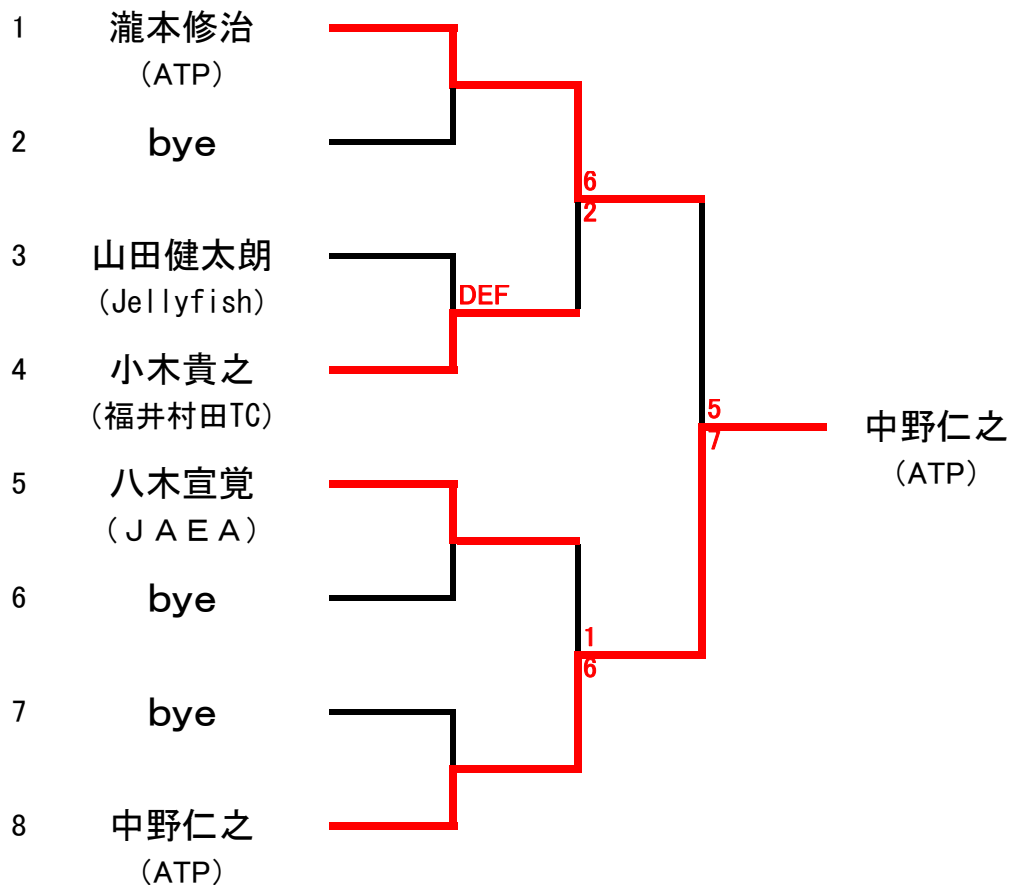 1 瀧本修治
(ATP)
2 bye
6
2
3 山田健太朗
(Jellyfish)
DEF
4 小木貴之
(福井村田TC)
5
7
中野仁之
(ATP)
5 八木宣覚
(ＪＡＥＡ)
6 bye
1
6
7 bye
8 中野仁之
(ATP)